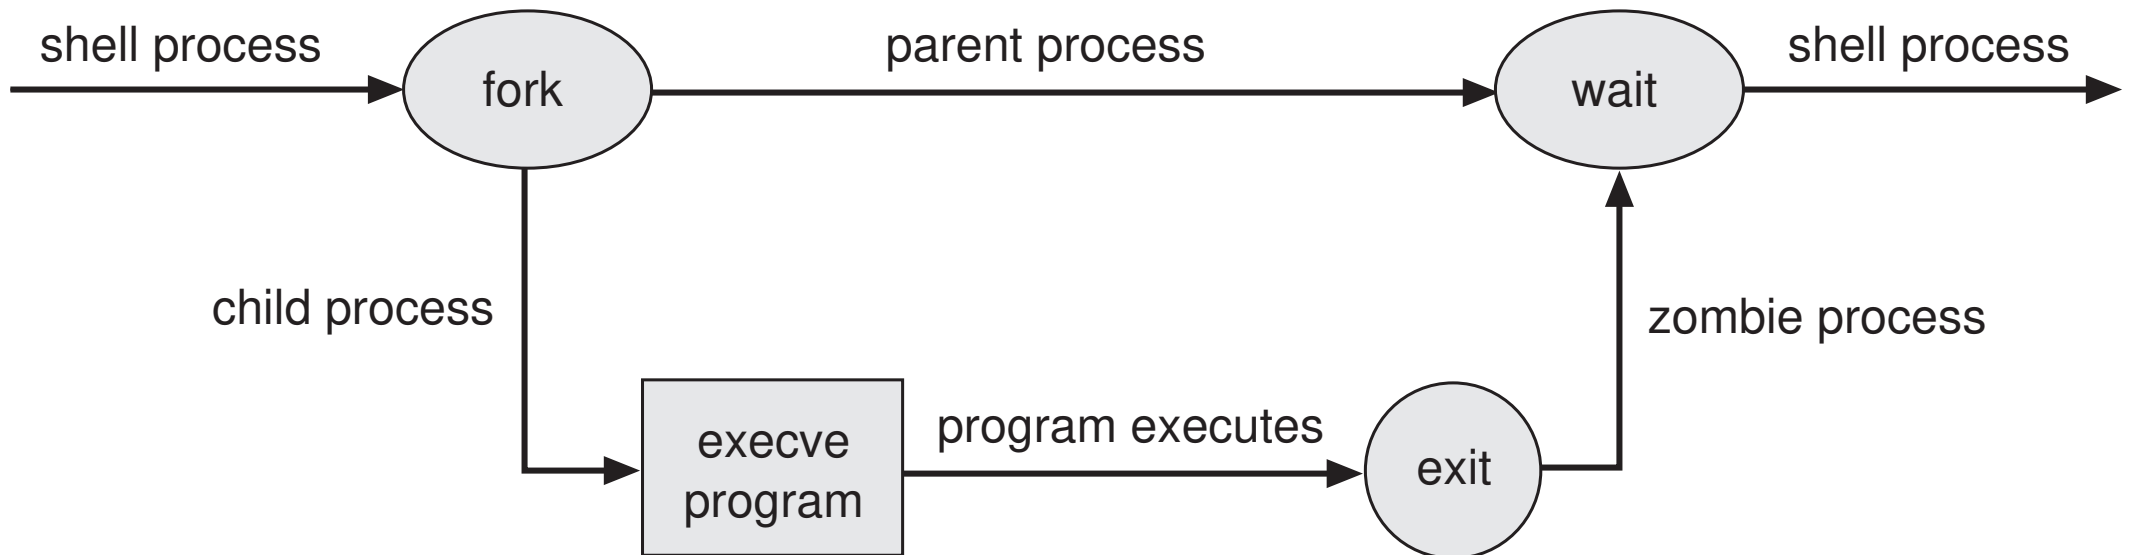 shell process
fork
parent process
wait
shell process
child process
zombie process
execve
program
program executes
exit